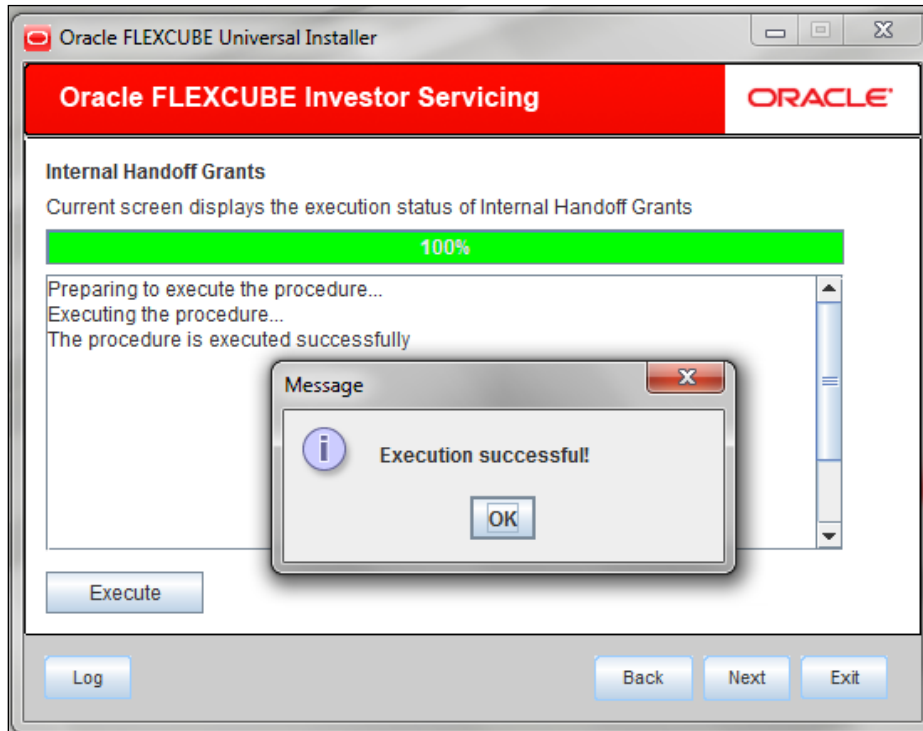 Oracle FLEXCUBE Universal Installer
Oracle FLEXCUBE Investor Servicing
ORACLE
Internal Handoff Grants
Current screen displays the execution status of Internal Handoff Grants
100%
Preparing to execute the procedure...
Executing the procedure...
The procedure is executed successfully
Message
i
Execution successful!
OK
Execute
Log
Back
Next
Exit